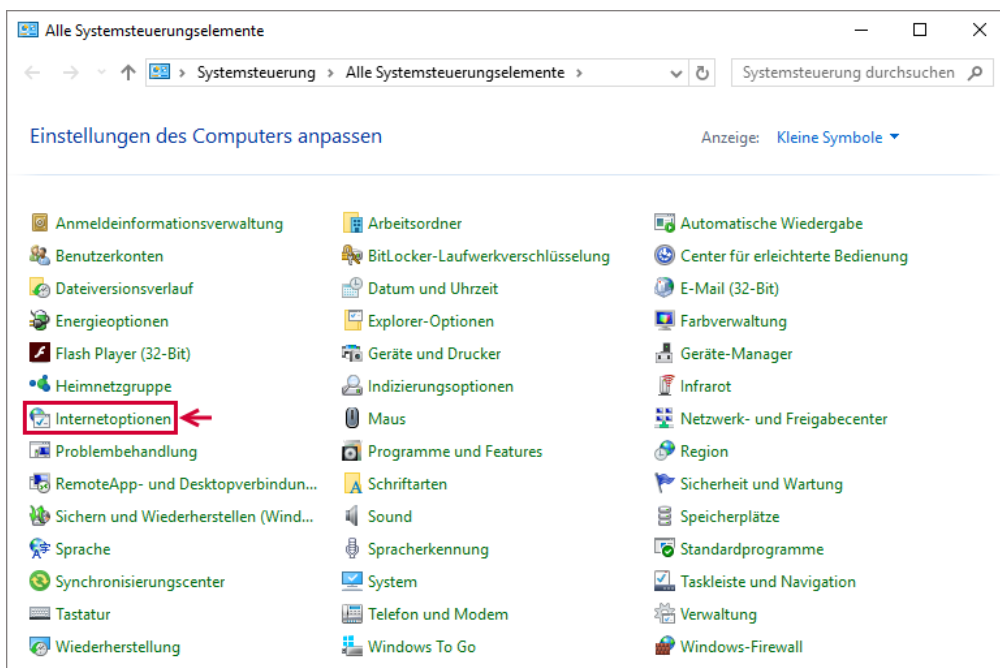 Alle Systemsteuerungselemente
Systemsteuerung > Alle Systemsteuerungselemente >
Systemsteuerung durchsuchen
Einstellungen des Computers anpassen
Anzeige: Kleine Symbole
Anmeldeinformationsverwaltung
Arbeitsordner
Automatische Wiedergabe
Benutzerkonten
BitLocker-Laufwerkverschlüsselung
Center für erleichterte Bedienung
Dateiversionsverlauf
Datum und Uhrzeit
E-Mail (32-Bit)
Energieoptionen
Explorer-Optionen
Farbverwaltung
Flash Player (32-Bit)
Geräte und Drucker
Geräte-Manager
Heimnetzgruppe
Indizierungsoptionen
Infrarot
Internetoptionen
Maus
Netzwerk- und Freigabecenter
Problembehandlung
Programme und Features
Region
RemoteApp- und Desktopverbindun...
Schriftarten
Sicherheit und Wartung
Sichern und Wiederherstellen (Wind...
Sound
Speicherplätze
Sprache
Spracherkennung
Standardprogramme
Synchronisierungscenter
System
Taskleiste und Navigation
Tastatur
Telefon und Modem
Verwaltung
Wiederherstellung
Windows To Go
Windows-Firewall